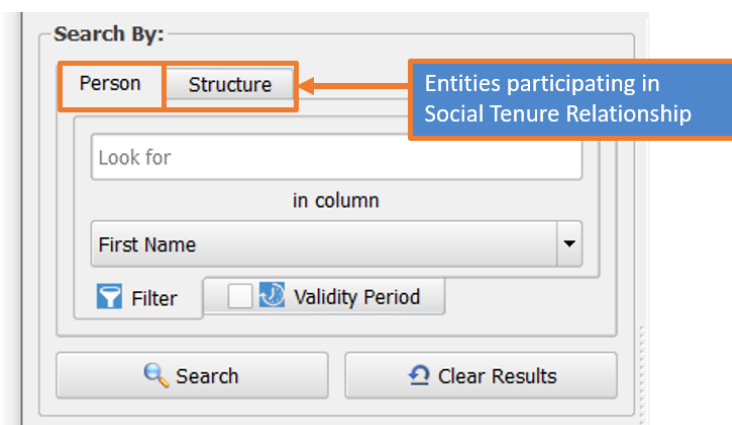 Search By:
Person
Structure
Entities participating in
Social Tenure Relationship
Look for
in column
First Name
Filter
Validity Period
Search
Clear Results